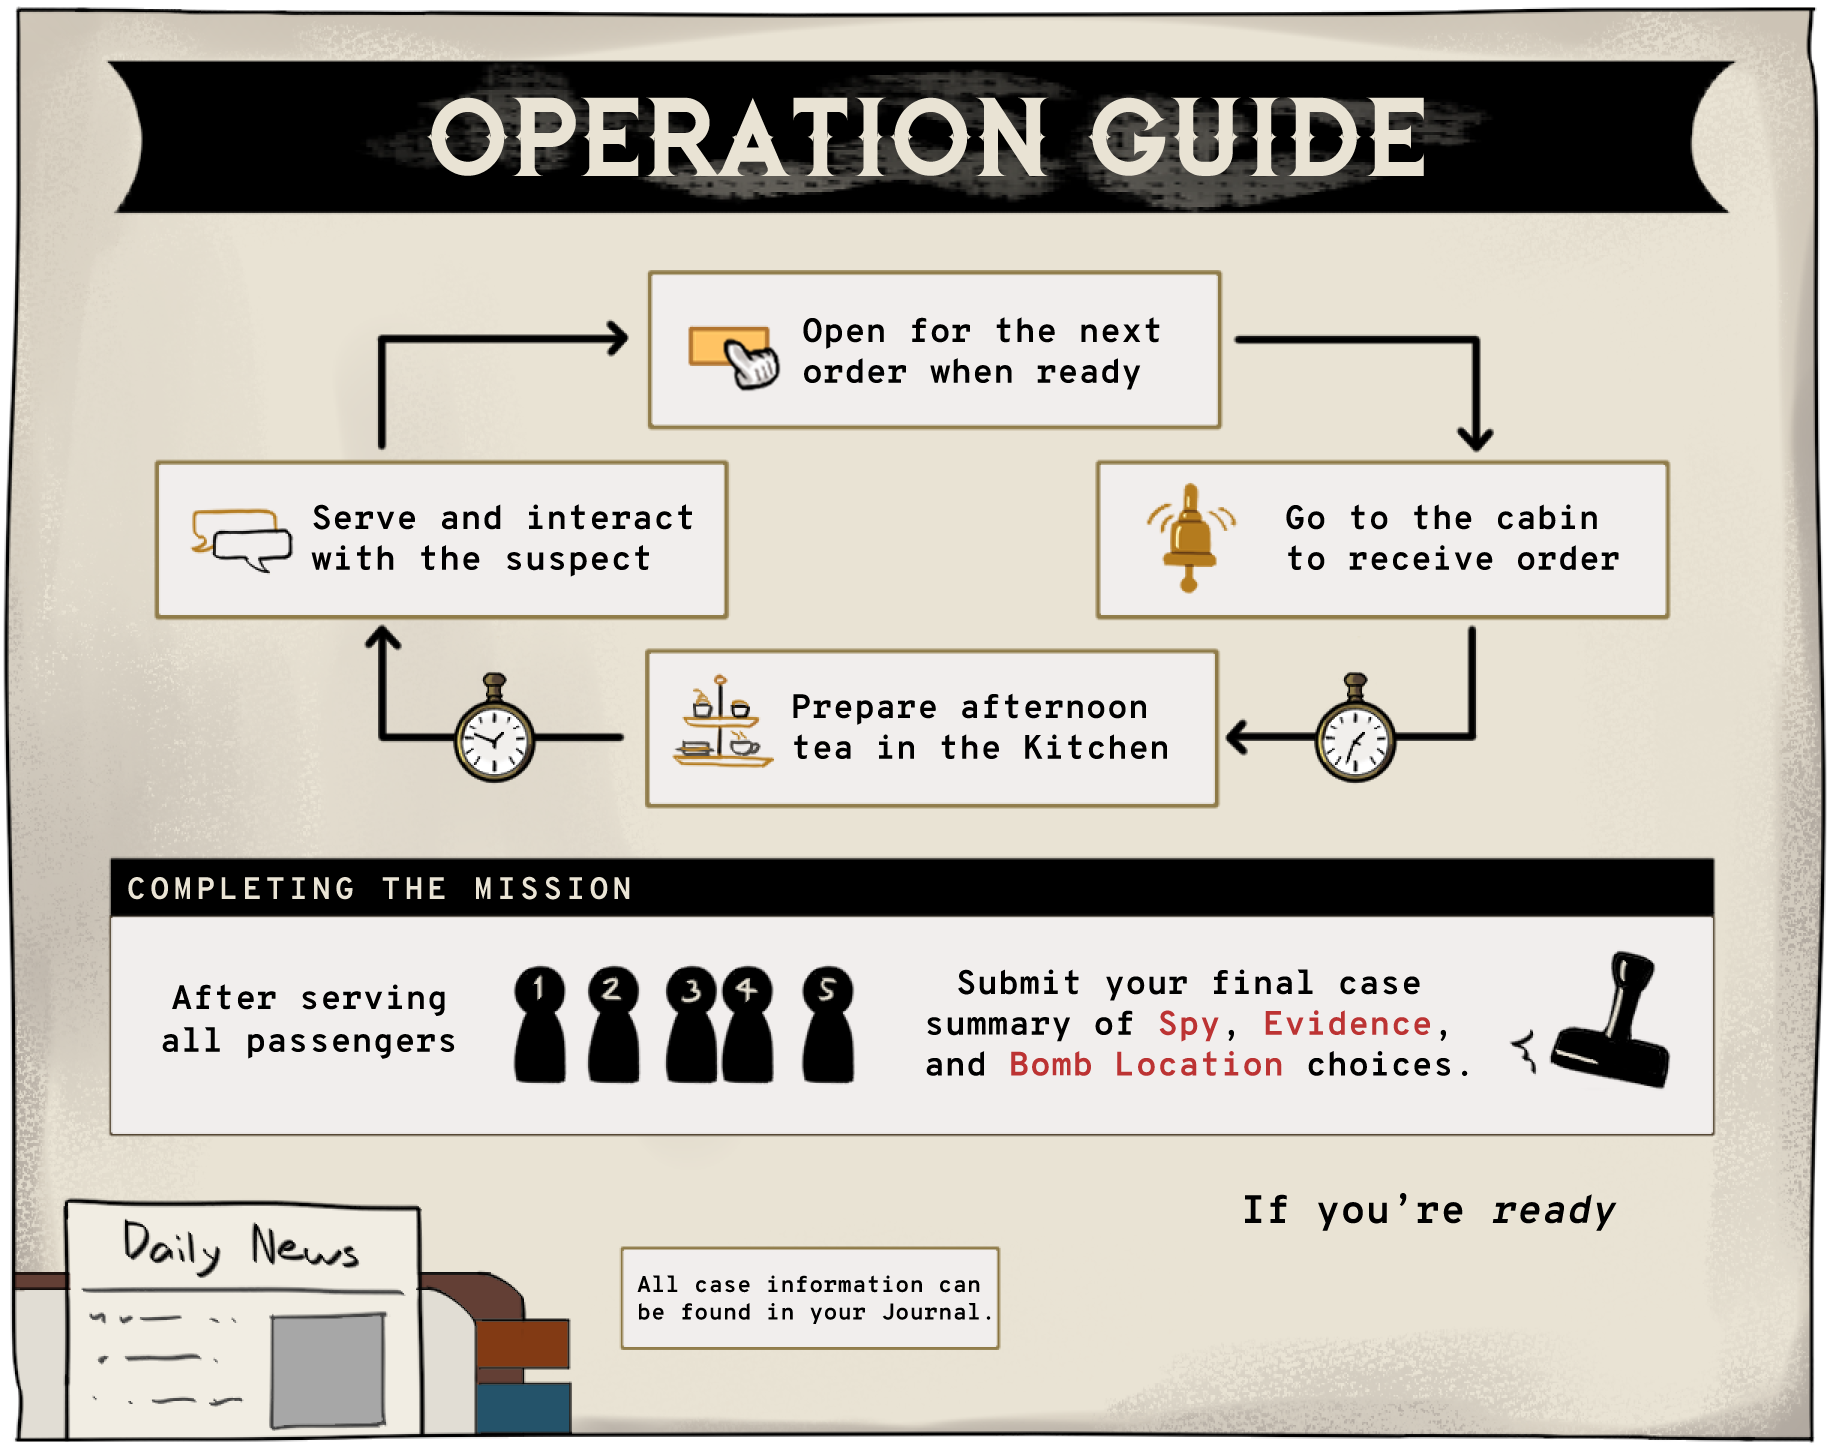 OPERATION GUIDE
Open for the next
order when ready
Serve and interact
with the suspect
Go to the cabin
to receive order
Prepare afternoon
tea in the Kitchen
COMPLETING THE MISSION
After serving
all passengers
1 2 3 4 5
Submit your final case
summary of Spy, Evidence,
and Bomb Location choices.
If you're ready
Daily News
All case information can
be found in your Journal.